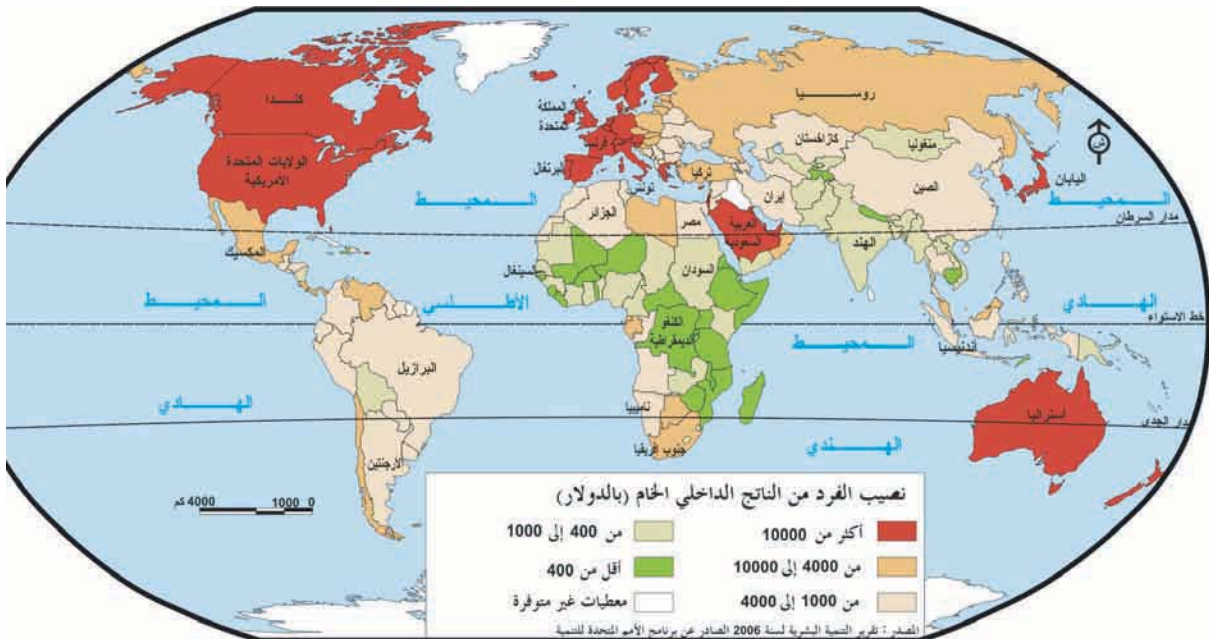 كندا
الولايات المتحدة
الأمريكية
المكسيك
البرازيل
الأرجنتين
المملكة
المتحدة
فرنسا
البرتغال
روسيا
كازاخستان
منغوليا
الصين
اليابان
تركيا
إيران
تونس
الجزائر
مصر
العربية
السعودية
الهند
السينغال
السودان
الكنغو
الديمقراطية
ناميبيا
جنوب إفريقيا
أندنيسيا
أستراليا
ش
المحيط
الأطلسي
المحيط
الهادي
المحيط
الهندي
المحيط
الهادي
مدار السرطان
خط الاستواء
مدار الجدي
0 1000 4000 كم
نصيب الفرد من الناتج الداخلي الخام (بالدولار)
أكثر من 10000
من 4000 إلى 10000
من 1000 إلى 4000
من 400 إلى 1000
أقل من 400
معطيات غير متوفرة
المصدر: تقرير التنمية البشرية لسنة 2006 الصادر عن برنامج الأمم المتحدة للتنمية